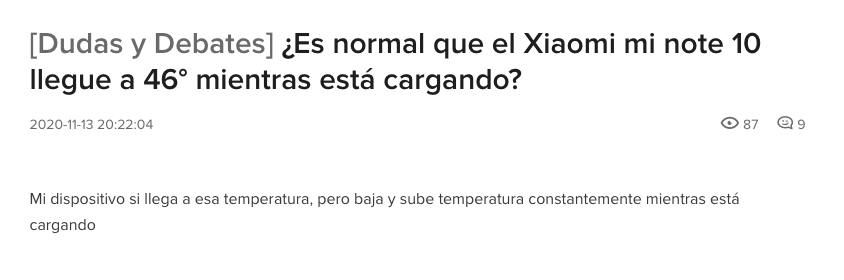 [Dudas y Debates] ¿Es normal que el Xiaomi mi note 10
llegue a 46° mientras está cargando?
2020-11-13 20:22:04
87
9
Mi dispositivo si llega a esa temperatura, pero baja y sube temperatura constantemente mientras está
cargando